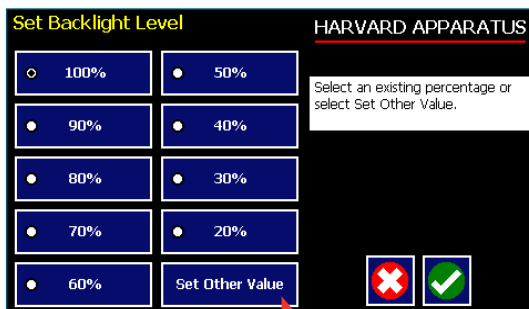 Set Backlight Level
HARVARD APPARATUS
100%
50%
90%
40%
80%
30%
70%
20%
60%
Set Other Value
Select an existing percentage or
select Set Other Value.